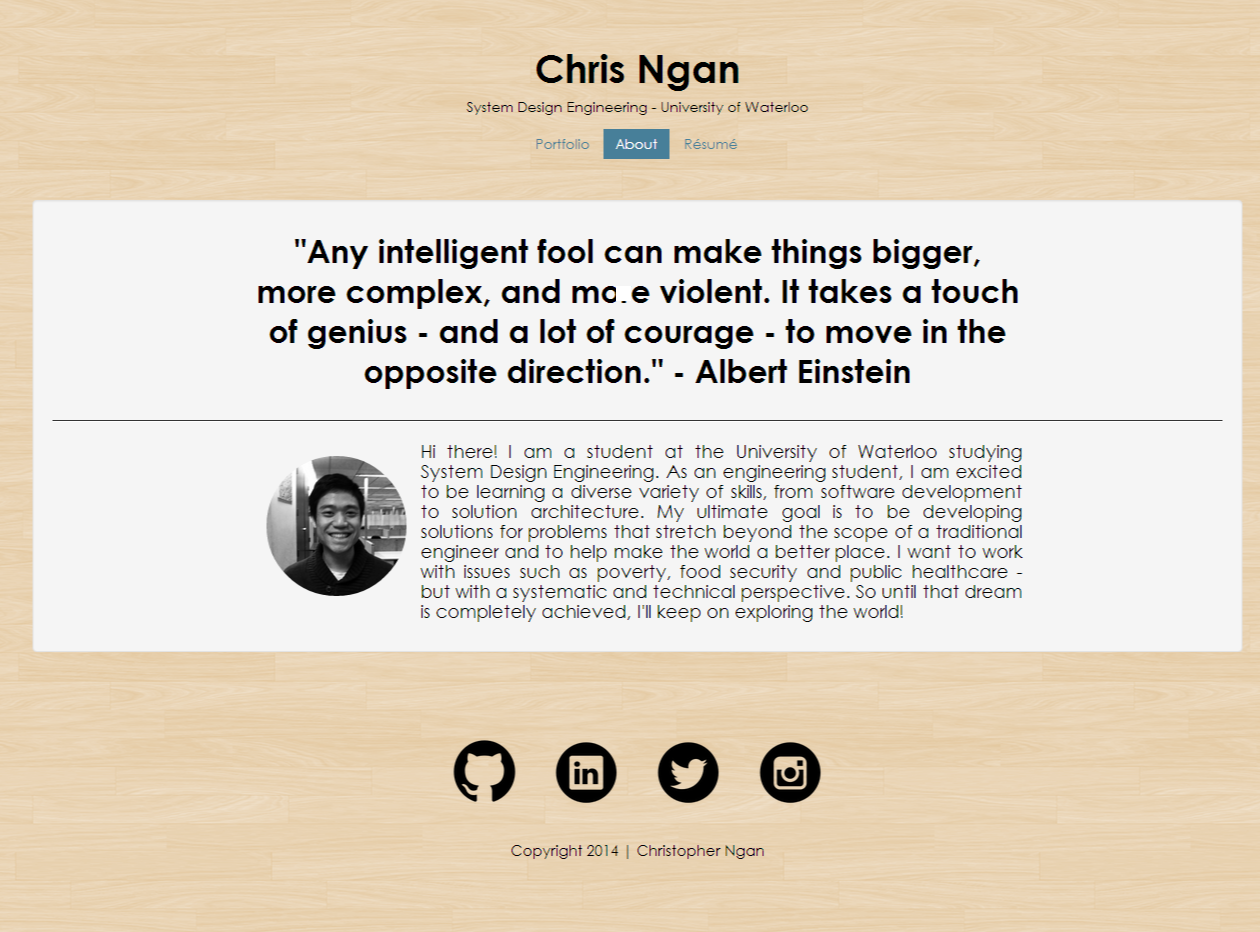 Chris Ngan
System Design Engineering - University of Waterloo
Portfolio About Résumé
"Any intelligent fool can make things bigger,
more complex, and violent. It takes a touch
of genius - and a lot of courage - to move in the
opposite direction." - Albert Einstein
Hi there! I am a student at the University of Waterloo studying
System Design Engineering. As an engineering student, I am excited
to be learning a diverse variety of skills, from software development
to solution architecture. My ultimate goal is to be developing
solutions for problems that stretch beyond the scope of a traditional
engineer and to help make the world a better place. I want to work
with issues such as poverty, food security and public healthcare -
but with a systematic and technical perspective. So until that dream
is completely achieved, I'll keep on exploring the world!
in
Copyright 2014 | Christopher Ngan